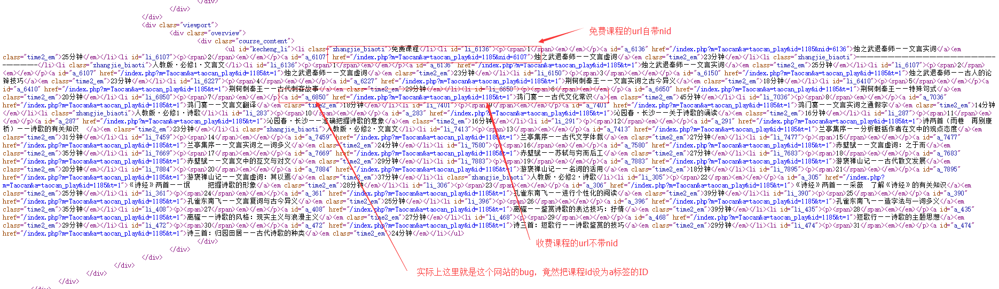 </div>
</div>
</div>
<div class="viewport">
<div class="overview">
免费课程的url自带nid
<div class="course_content">
<ul id="kecheng_li"><li class="zhangjie_biaoti">免费课程</li><li id="li_6136"><p><span>1</span></em></p><a id="a_6136" href="/index.php?m=Taocan&a=taocan_play&id=1185&nid=6136">烛之武退秦师——文言实词</a><em
class="time2_em">25分钟</em></li><li id="li_6107"><p><span>2</span></em></p><a id="a_6107" href="/index.php?m=Taocan&a=taocan_play&id=1185&nid=6107">烛之武退秦师——文言虚词</a><em class="time2_em">23分钟</em></li><li class="zhangjie_biaoti">--------------------------------------------
-----------</li><li class="zhangjie_biaoti">人教版·必修1·文言文</li><li id="li_6136"><p><span>1</span></em></p><a id="a_6136" href="/index.php?m=Taocan&a=taocan_play&id=1185&t=1">烛之武退秦师——文言实词</a><em class="time2_em">25分钟</em></li><li id="li_6107"><p><span>2</span>
</em></p><a id="a_6107" href="/index.php?m=Taocan&a=taocan_play&id=1185&t=1">烛之武退秦师——文言虚词</a><em class="time2_em">23分钟</em></li><li id="li_6150"><p><span>3</span></em></p><a id="a_6150" href="/index.php?m=Taocan&a=taocan_play&id=1185&t=1">烛之武退秦师——古人的论
辩技巧</a><em class="time2_em">23分钟</em></li><li id="li_6227"><p><span>4</span></em></p><a id="a_6227" href="/index.php?m=Taocan&a=taocan_play&id=1185&t=1">荆轲刺秦王——文言实词之古今异义</a><em class="time2_em">18分钟</em></li><li id="li_6410"><p><span>5</span></em></p><a
id="a_6410" href="/index.php?m=Taocan&a=taocan_play&id=1185&t=1">荆轲刺秦王——古代刺客故事</a><em class="time2_em">29分钟</em></li><li id="li_6650"><p><span>6</span></em></p><a id="a_6650" href="/index.php?m=Taocan&a=taocan_play&id=1185&t=1">荆轲刺秦王——特殊句式</a><em
class="time2_em">20分钟</em></li><li id="li_6850"><p><span>7</span></em></p><a id="a_6850" href="/index.php?m=Taocan&a=taocan_play&id=1185&t=1">鸿门宴——古代文化常识</a><em class="time2_em">45分钟</em></li><li id="li_7036"><p><span>8</span></em></p><a id="a_7036"
href="/index.php?m=Taocan&a=taocan_play&id=1185&t=1">鸿门宴——文言文翻译</a><em class="time2_em">18分钟</em></li><li id="li_7401"><p><span>9</span></em></p><a id="a_7401" href="/index.php?m=Taocan&a=taocan_play&id=1185&t=1">鸿门宴——文言实词之通假字</a><em class="time2_em">14分钟
</em></li><li class="zhangjie_biaoti">人教版·必修1·诗歌</li><li id="li_283"><p><span>10</span></em></p><a id="a_283" href="/index.php?m=Taocan&a=taocan_play&id=1185&t=1">沁园春·长沙——关于诗歌的诵读</a><em class="time2_em">16分钟</em></li><li id="li_287"><p><span>11</span></em>
</p><a id="a_287" href="/index.php?m=Taocan&a=taocan_play&id=1185&t=1">沁园春·长沙——准确把握诗歌的意象</a><em class="time2_em">16分钟</em></li><li id="li_291"><p><span>12</span></em></p><a id="a_291" href="/index.php?m=Taocan&a=taocan_play&id=1185&t=1">诗两首（雨巷 再别康
桥）——诗歌的有关知识 </a><em class="time2_em">23分钟</em></li><li class="zhangjie_biaoti">人教版·必修2·文言文</li><li id="li_7413"><p><span>13</span></em></p><a id="a_7413" href="/index.php?m=Taocan&a=taocan_play&id=1185&t=1">兰亭集序——分析概括作者在文中的观点态度</a><em
class="time2_em">31分钟</em></li><li id="li_7459"><p><span>14</span></em></p><a id="a_7459" href="/index.php?m=Taocan&a=taocan_play&id=1185&t=1">兰亭集序——古代文学体裁</a><em class="time2_em">27分钟</em></li><li id="li_7477"><p><span>15</span></em></p><a id="a_7477"
href="/index.php?m=Taocan&a=taocan_play&id=1185&t=1">兰亭集序——文言实词之一词多义</a><em class="time2_em">24分钟</em></li><li id="li_7580"><p><span>16</span></em></p><a id="a_7580" href="/index.php?m=Taocan&a=taocan_play&id=1185&t=1">赤壁赋——文言虚词：之于而</a><em
class="time2_em">35分钟</em></li><li id="li_7669"><p><span>17</span></em></p><a id="a_7669" href="/index.php?m=Taocan&a=taocan_play&id=1185&t=1">赤壁赋——苏轼与穷而后工</a><em class="time2_em">27分钟</em></li><li id="li_7683"><p><span>18</span></em></p><a id="a_7683"
href="/index.php?m=Taocan&a=taocan_play&id=1185&t=1">赤壁赋——文言文中的互文与对文</a><em class="time2_em">29分钟</em></li><li id="li_7883"><p><span>19</span></em></p><a id="a_7883" href="/index.php?m=Taocan&a=taocan_play&id=1185&t=1">游褒禅山记——古代散文发展</a><em
class="time2_em">20分钟</em></li><li id="li_7884"><p><span>20</span></em></p><a id="a_7884" href="/index.php?m=Taocan&a=taocan_play&id=1185&t=1">游褒禅山记——名词的活用</a><em class="time2_em">18分钟</em></li><li id="li_7895"><p><span>21</span></em></p><a id="a_7895"
href="/index.php?m=Taocan&a=taocan_play&id=1185&t=1">游褒禅山记——文言虚词：其以焉</a><em class="time2_em">37分钟</em></li><li class="zhangjie_biaoti">人教版·必修2·诗歌</li><li id="li_305"><p><span>22</span></em></p><a id="a_305" href="/index.php?
m=Taocan&a=taocan_play&id=1185&t=1">《诗经》两首——氓 把握诗歌的形象</a><em class="time2_em">28分钟</em></li><li id="li_306"><p><span>23</span></em></p><a id="a_306" href="/index.php?m=Taocan&a=taocan_play&id=1185&t=1">《诗经》两首——采薇 了解《诗经》的有关知识</a><em
class="time2_em">25分钟</em></li><li id="li_361"><p><span>24</span></em></p><a id="a_361" href="/index.php?m=Taocan&a=taocan_play&id=1185&t=1">孔雀东南飞——进行个性化的阅读</a><em class="time2_em">39分钟</em></li><li id="li_390"><p><span>25</span></em></p><a id="a_390"
href="/index.php?m=Taocan&a=taocan_play&id=1185&t=1">孔雀东南飞——文言复词与古今异义</a><em class="time2_em">25分钟</em></li><li id="li_396"><p><span>26</span></em></p><a id="a_396" href="/index.php?m=Taocan&a=taocan_play&id=1185&t=1">孔雀东南飞——造字法与一词多义</a><em
class="time2_em">35分钟</em></li><li id="li_408"><p><span>27</span></em></p><a id="a_408" href="/index.php?m=Taocan&a=taocan_play&id=1185&t=1">离骚——鉴赏诗歌的表达技巧：抒情</a><em class="time2_em">39分钟</em></li><li id="li_435"><p><span>28</span></em></p><a id="a_435"
href="/index.php?m=Taocan&a=taocan_play&id=1185&t=1">离骚——诗歌的风格：现实主义与浪漫主义</a><em class="time2_em">27分钟</em></li><li id="li_468"><p><span>29</span></em></p><a id="a_468" href="/index.php?m=Taocan&a=taocan_play&id=1185&t=1">短歌行——诗歌的主题思想</a><em
class="time2_em">29分钟</em></li><li id="li_472"><p><span>30</span></em></p><a id="a_472" href="/index.php?m=Taocan&a=taocan_play&id=1185&t=1">诗三首：短歌行——诗歌鉴赏的技巧</a><em class="time2_em">29分钟</em></li><li id="li_474"><p><span>31</span></em></p><a id="a_474"
href="/index.php?m=Taocan&a=taocan_play&id=1185&t=1">诗三首：归园田居——古代诗歌的种类</a><em class="time2_em">24分钟</em></li></ul>
</div>
收费课程的url不带nid
</div>
</div>
</div>
</div>
实际上这里就是这个网站的bug，竟然把课程id设为a标签的ID
</div>
</div>